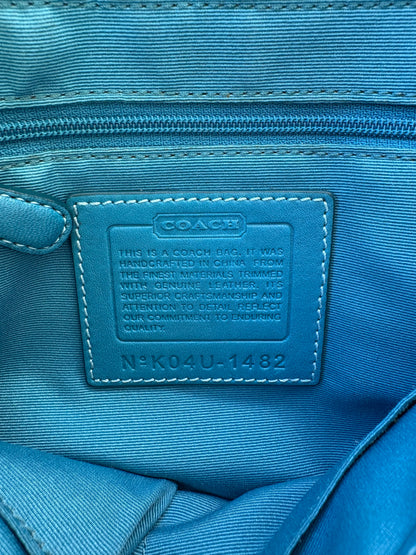 COACH
THIS IS A COACH BAG. IT WAS
HANDCRAFTED IN CHINA FROM
THE FINEST MATERIALS TRIMMED
WITH GENUINE LEATHER. ITS
SUPERIOR CRAFTSMANSHIP AND
ATTENTION TO DETAIL REFLECT
OUR COMMITMENT TO ENDURING
QUALITY.
NºK04U-1482